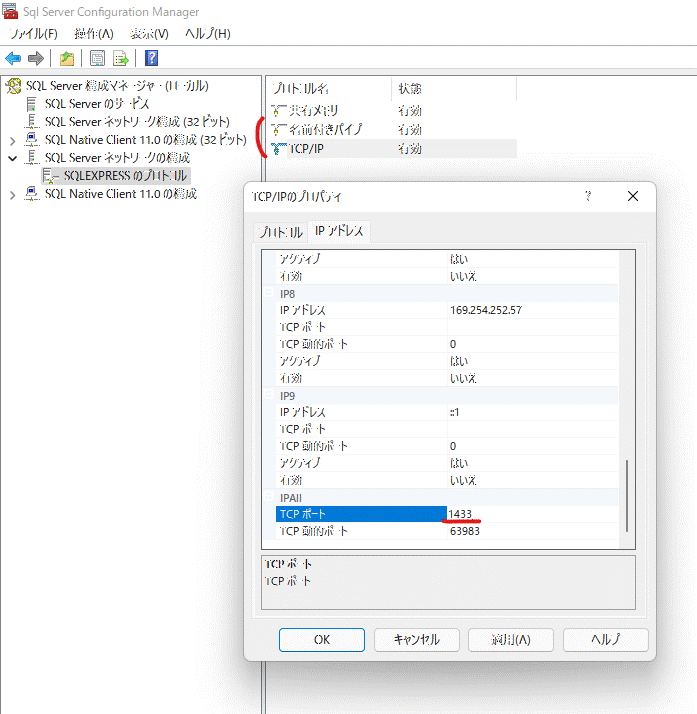 Sql Server Configuration Manager
ファイル(F) 操作(A) 表示(V) ヘルプ(H)
SQL Server 構成マネージャー (ローカル)
SQL Server のサービス
SQL Server ネットワーク構成 (32 ビット)
SQL Native Client 11.0 の構成 (32 ビット)
SQL Server ネットワークの構成
SQLEXPRESS のプロトコル
SQL Native Client 11.0 の構成
プロトコル名 状態
共有メモリ 有効
名前付きパイプ 有効
TCP/IP 有効
TCP/IPのプロパティ ?
プロトコル IP アドレス
アクティブ はい
有効 いいえ
IP8
IP アドレス 169.254.252.57
TCP ポート
TCP 動的ポート 0
アクティブ はい
有効 いいえ
IP9
IP アドレス ::1
TCP ポート
TCP 動的ポート 0
アクティブ はい
有効 いいえ
IPAll
TCP ポート 1433
TCP 動的ポート 63983
TCP ポート
TCP ポート
OK キャンセル 適用(A) ヘルプ